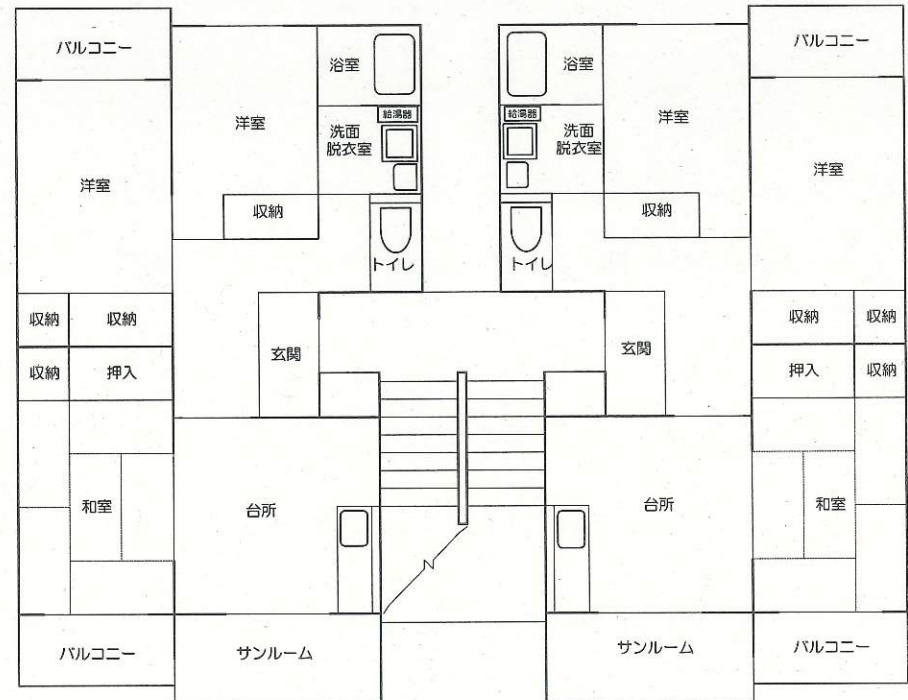 バルコニー
浴室
浴室
バルコニー
洋室
給湯器
給湯器
洋室
洗面
脱衣室
洗面
脱衣室
洋室
洋室
収納
収納
トイレ
トイレ
収納
収納
玄関
玄関
収納
収納
収納
押入
押入
収納
和室
台所
台所
和室
N
バルコニー
サンルーム
サンルーム
バルコニー